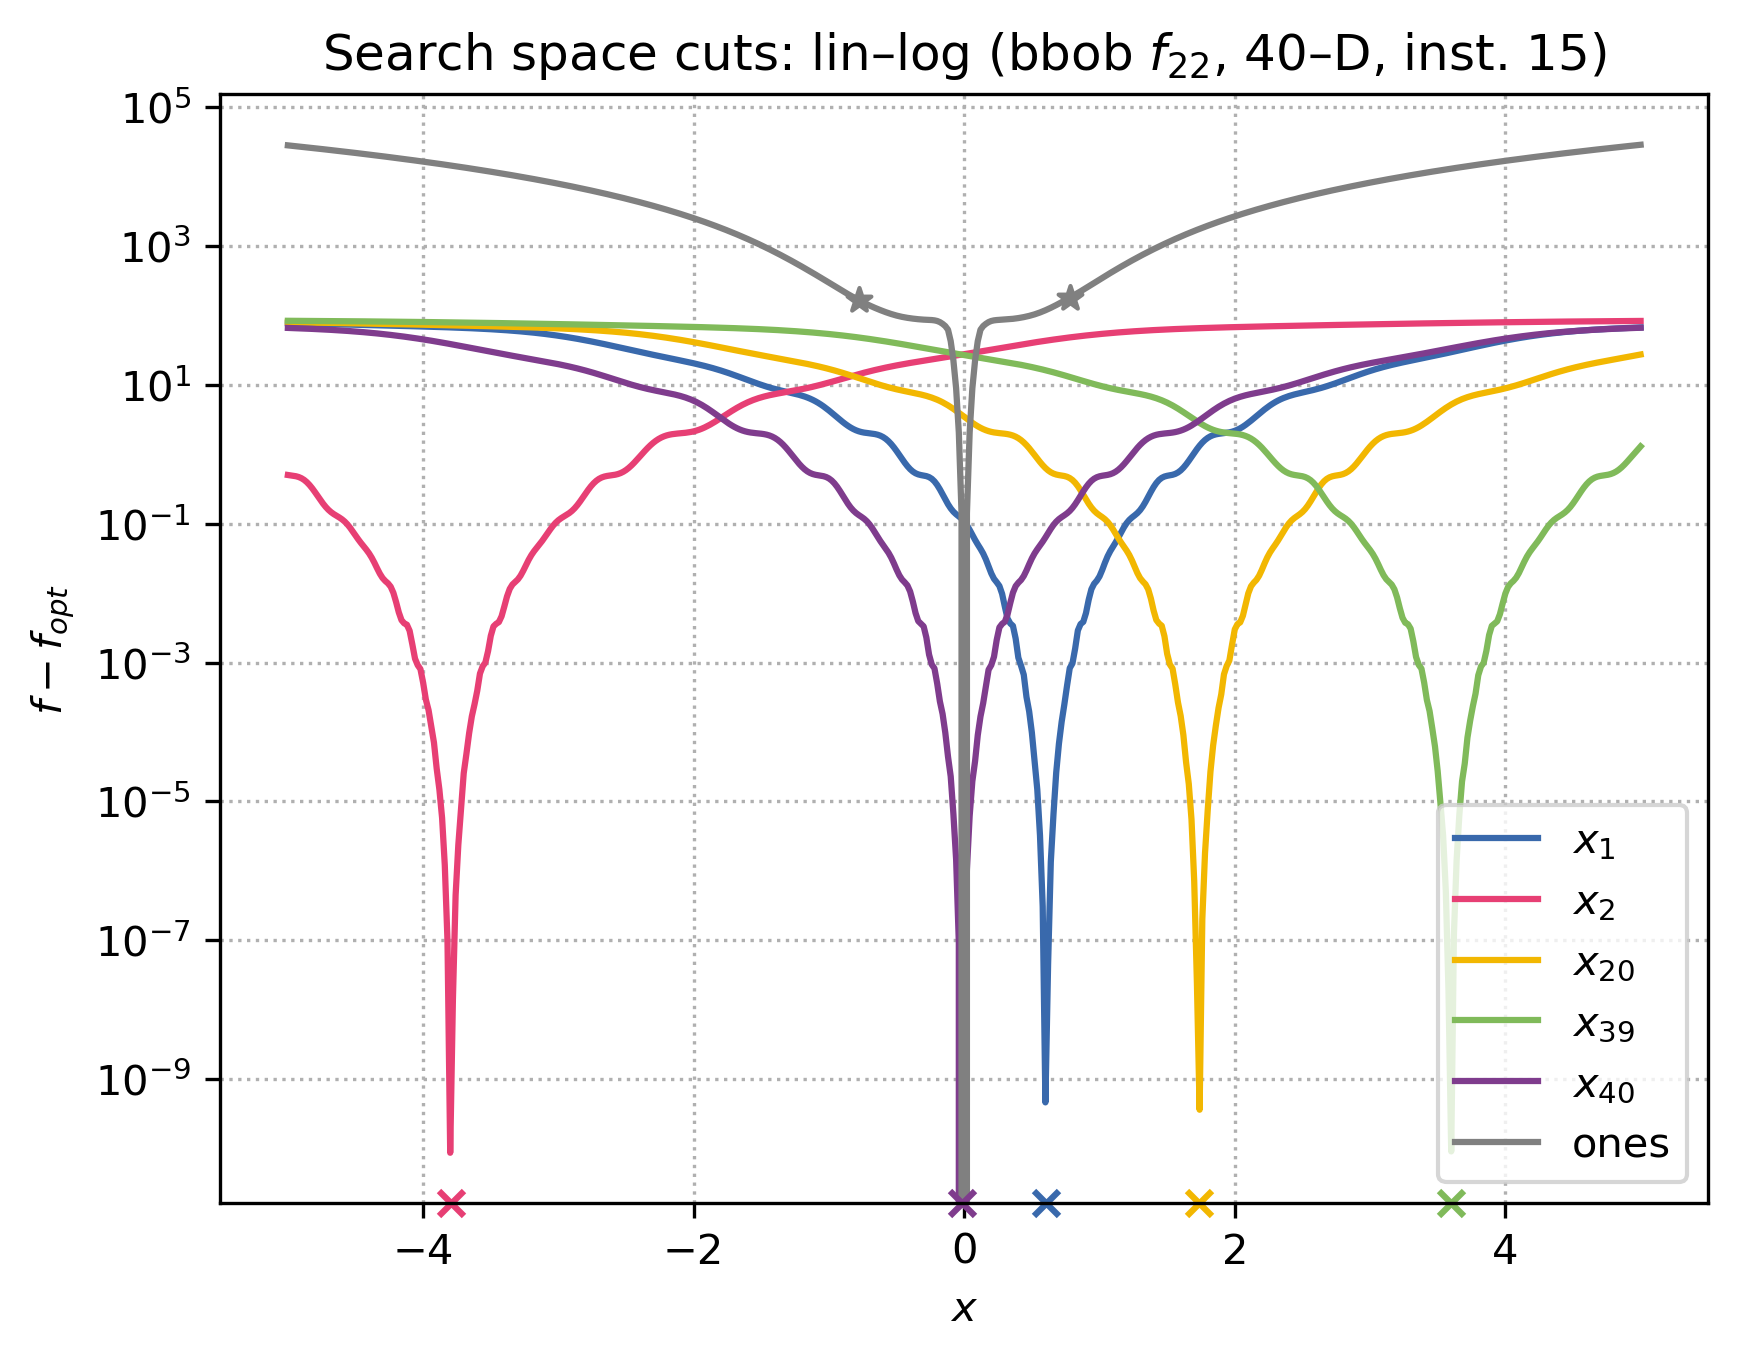 Search space cuts: lin–log (bbob f22, 40–D, inst. 15)
10^5
10^3
10^1
10^−1
10^−3
10^−5
10^−7
10^−9
f − fopt
−4 −2 0 2 4
x
x1
x2
x20
x39
x40
ones